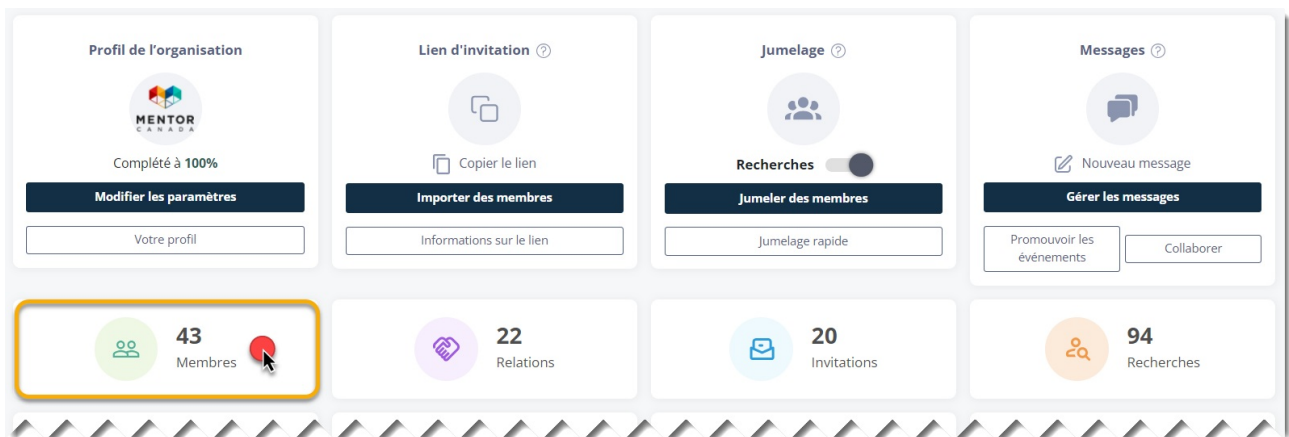 Profil de l’organisation
MENTOR
CANADA
Complété à 100%
Modifier les paramètres
Votre profil
Lien d'invitation ?
Copier le lien
Importer des membres
Informations sur le lien
Jumelage ?
Recherches
Jumeler des membres
Jumelage rapide
Messages ?
Nouveau message
Gérer les messages
Promouvoir les
événements
Collaborer
43
Membres
22
Relations
20
Invitations
94
Recherches